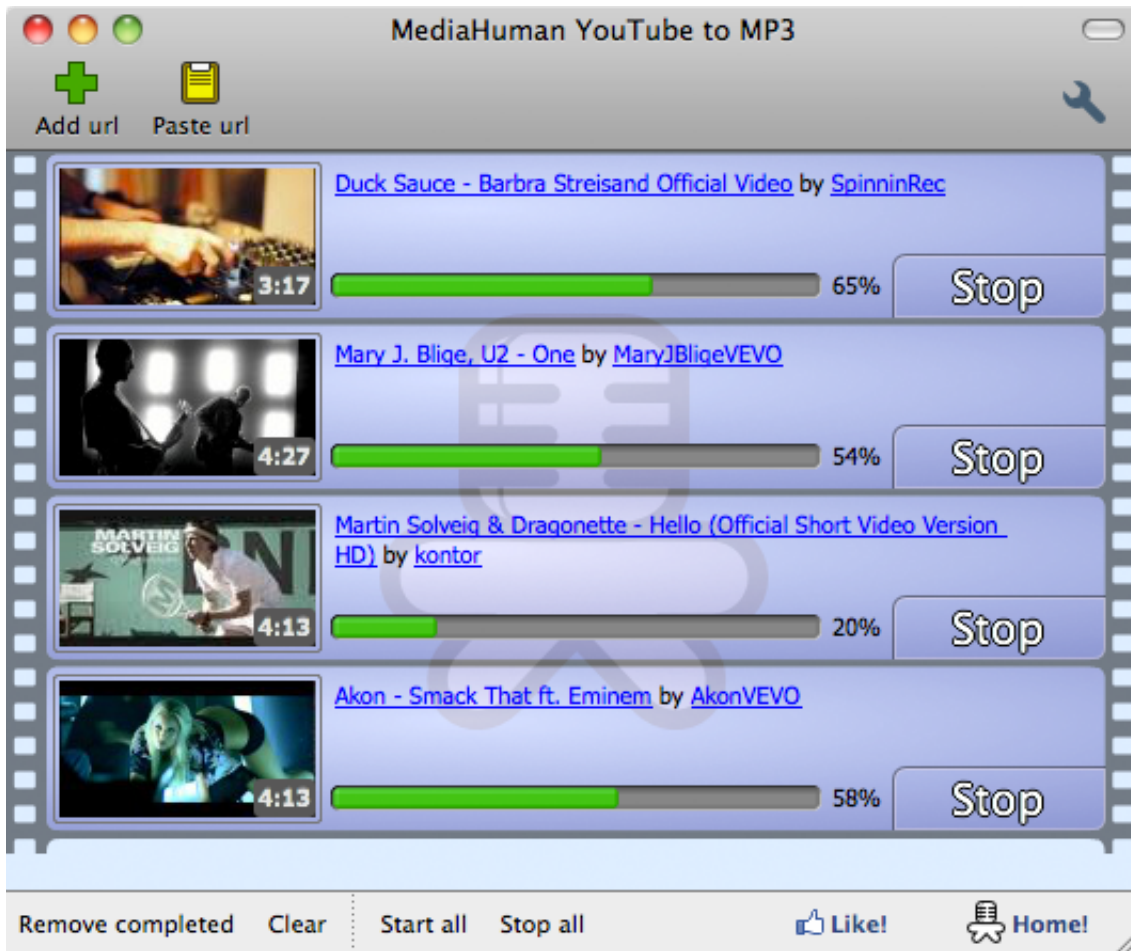 MediaHuman YouTube to MP3
Add url Paste url
Duck Sauce - Barbra Streisand Official Video by SpinninRec
3:17 65% Stop
Mary J. Blige, U2 - One by MaryJBligeVEVO
4:27 54% Stop
Martin Solveig & Dragonette - Hello (Official Short Video Version
HD) by kontor
MARTIN
SOLVEIG
4:13 20% Stop
Akon - Smack That ft. Eminem by AkonVEVO
4:13 58% Stop
Remove completed Clear Start all Stop all Like! Home!